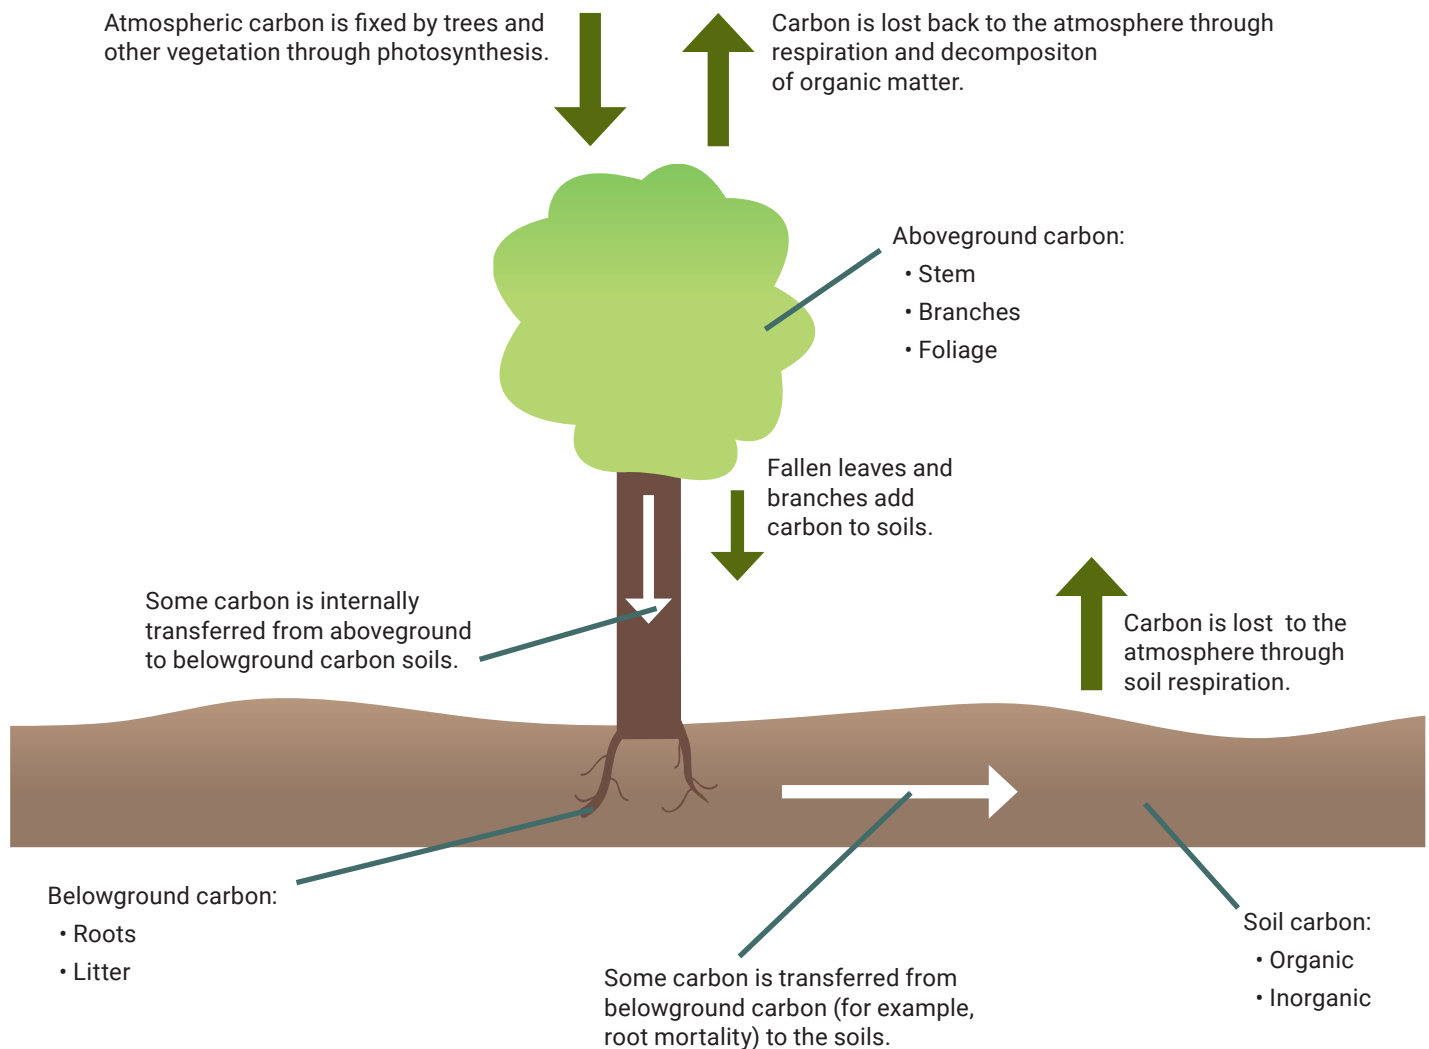 Atmospheric carbon is fixed by trees and
other vegetation through photosynthesis.
Carbon is lost back to the atmosphere through
respiration and decompositon
of organic matter.
Aboveground carbon:
• Stem
• Branches
• Foliage
Fallen leaves and
branches add
carbon to soils.
Some carbon is internally
transferred from aboveground
to belowground carbon soils.
Carbon is lost  to the
atmosphere through
soil respiration.
Belowground carbon:
• Roots
• Litter
Some carbon is transferred from
belowground carbon (for example,
root mortality) to the soils.
Soil carbon:
• Organic
• Inorganic